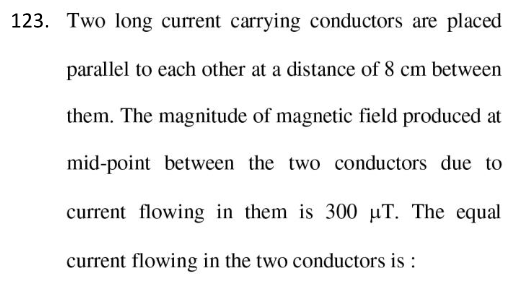 123. Two long current carrying conductors are placed
parallel to each other at a distance of 8 cm between
them. The magnitude of magnetic field produced at
mid-point between the two conductors due to
current flowing in them is 300 μT. The equal
current flowing in the two conductors is :